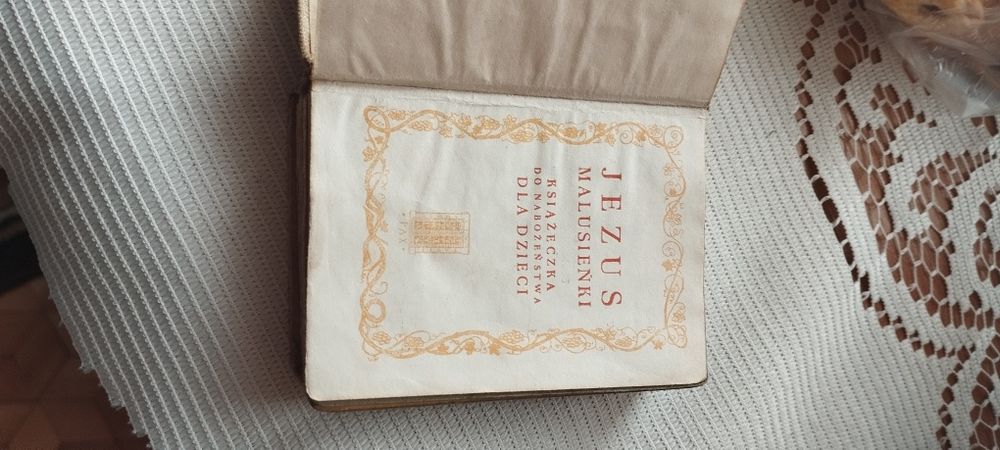 JEZUS
MALUSIEŃKI
KSIĄŻECZKA
DO NABOŻEŃSTWA
DLA DZIECI
PAX